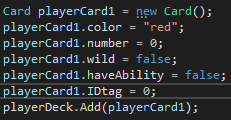 Card playerCard1 = new Card();
playerCard1.color = "red";
playerCard1.number = 0;
playerCard1.wild = false;
playerCard1.haveAbility = false;
playerCard1.IDtag = 0;
playerDeck.Add(playerCard1);